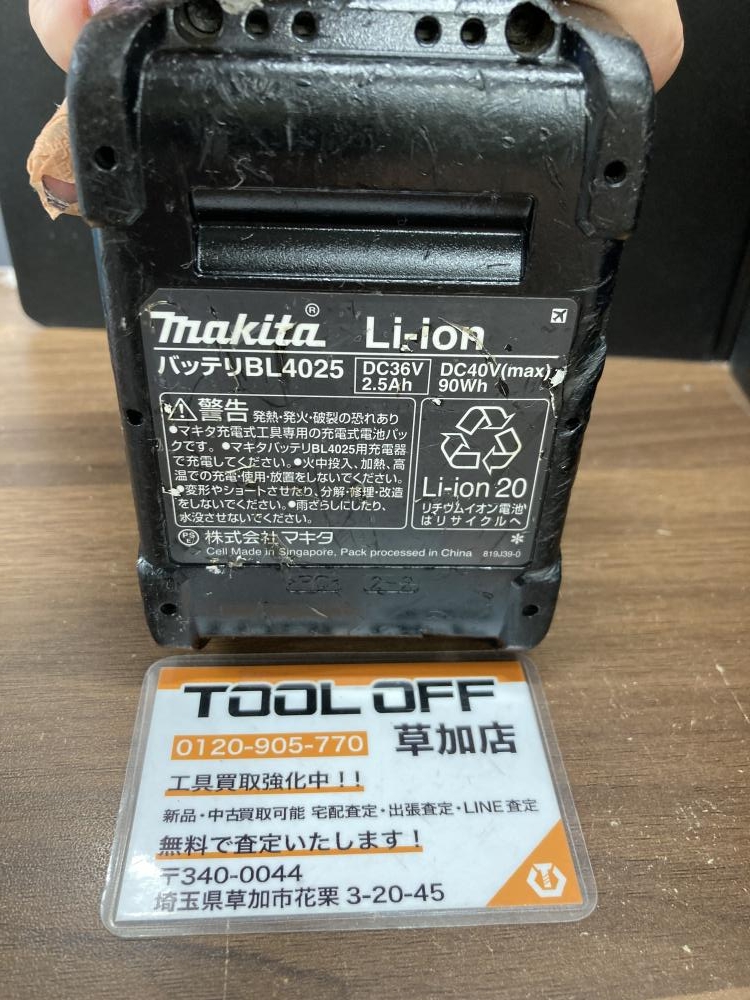 makita® Li-ion
バッテリBL4025 DC36V 2.5Ah DC40V(max) 90Wh
警告 発熱・発火・破裂の恐れあり
●マキタ充電式工具専用の充電式電池パッ
クです。●マキタバッテリBL4025用充電器
で充電してください。●火中投入、加熱、高
温での充電・使用・放置をしないでください。
●変形やショートさせたり、分解・修理・改造
をしないでください。●雨ざらしにしたり、
水没させないでください。
Li-ion 20
リチウムイオン電池
はリサイクルへ
PSE 株式会社マキタ *
Cell Made in Singapore, Pack processed in China 819J39-0
TOOL OFF
0120-905-770 草加店
工具買取強化中!!
新品・中古買取可能 宅配査定・出張査定・LINE査定
無料で査定いたします!
〒340-0044
埼玉県草加市花栗 3-20-45